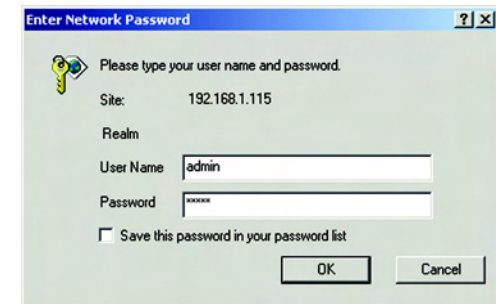 Enter Network Password
Please type your user name and password.
Site: 192.168.1.115
Realm
User Name admin
Password *****
Save this password in your password list
OK Cancel